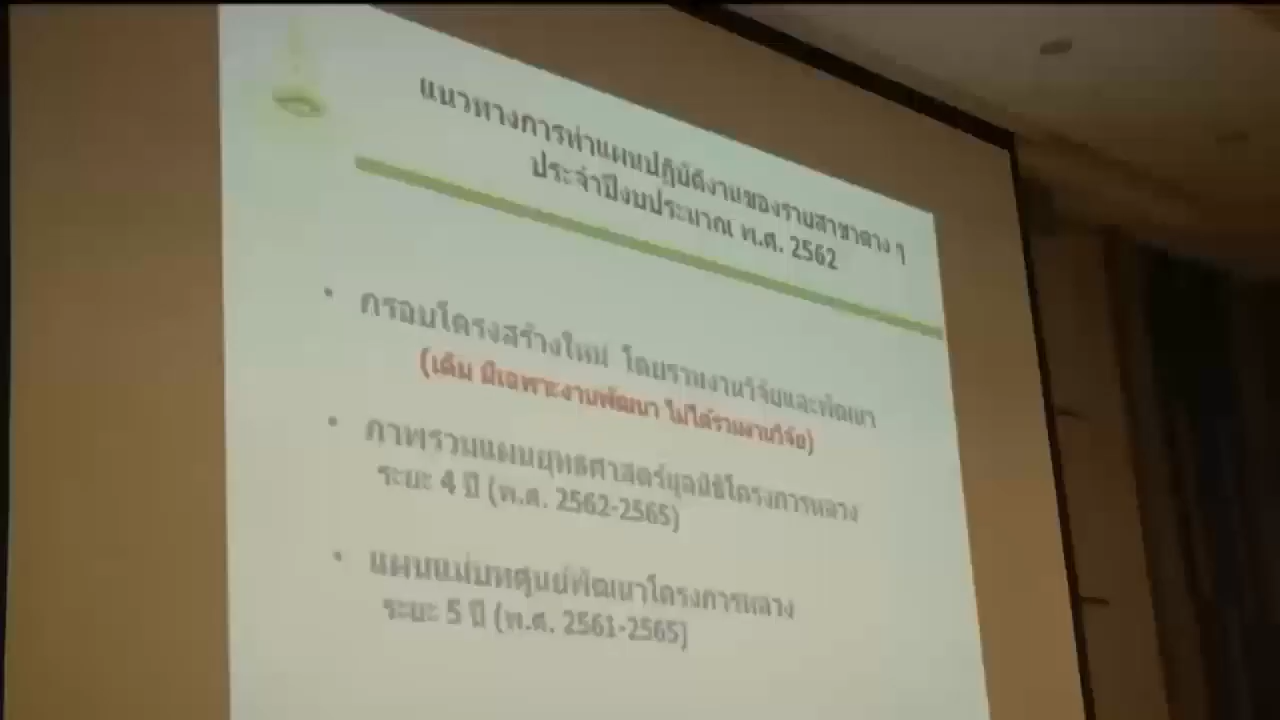 แนวทางการทำแผนปฏิบัติงานของรายสาขาต่าง ๆ
ประจำปีงบประมาณ พ.ศ. 2562
• กรอบโครงสร้างใหม่ โดยรวมงานวิจัยและพัฒนา
(เดิม มีเฉพาะงานพัฒนา ไม่ได้รวมงานวิจัย)
• ภาพรวมแผนยุทธศาสตร์มูลนิธิโครงการหลวง
ระยะ 4 ปี (พ.ศ. 2562-2565)
• แผนแม่บทศูนย์พัฒนาโครงการหลวง
ระยะ 5 ปี (พ.ศ. 2561-2565)